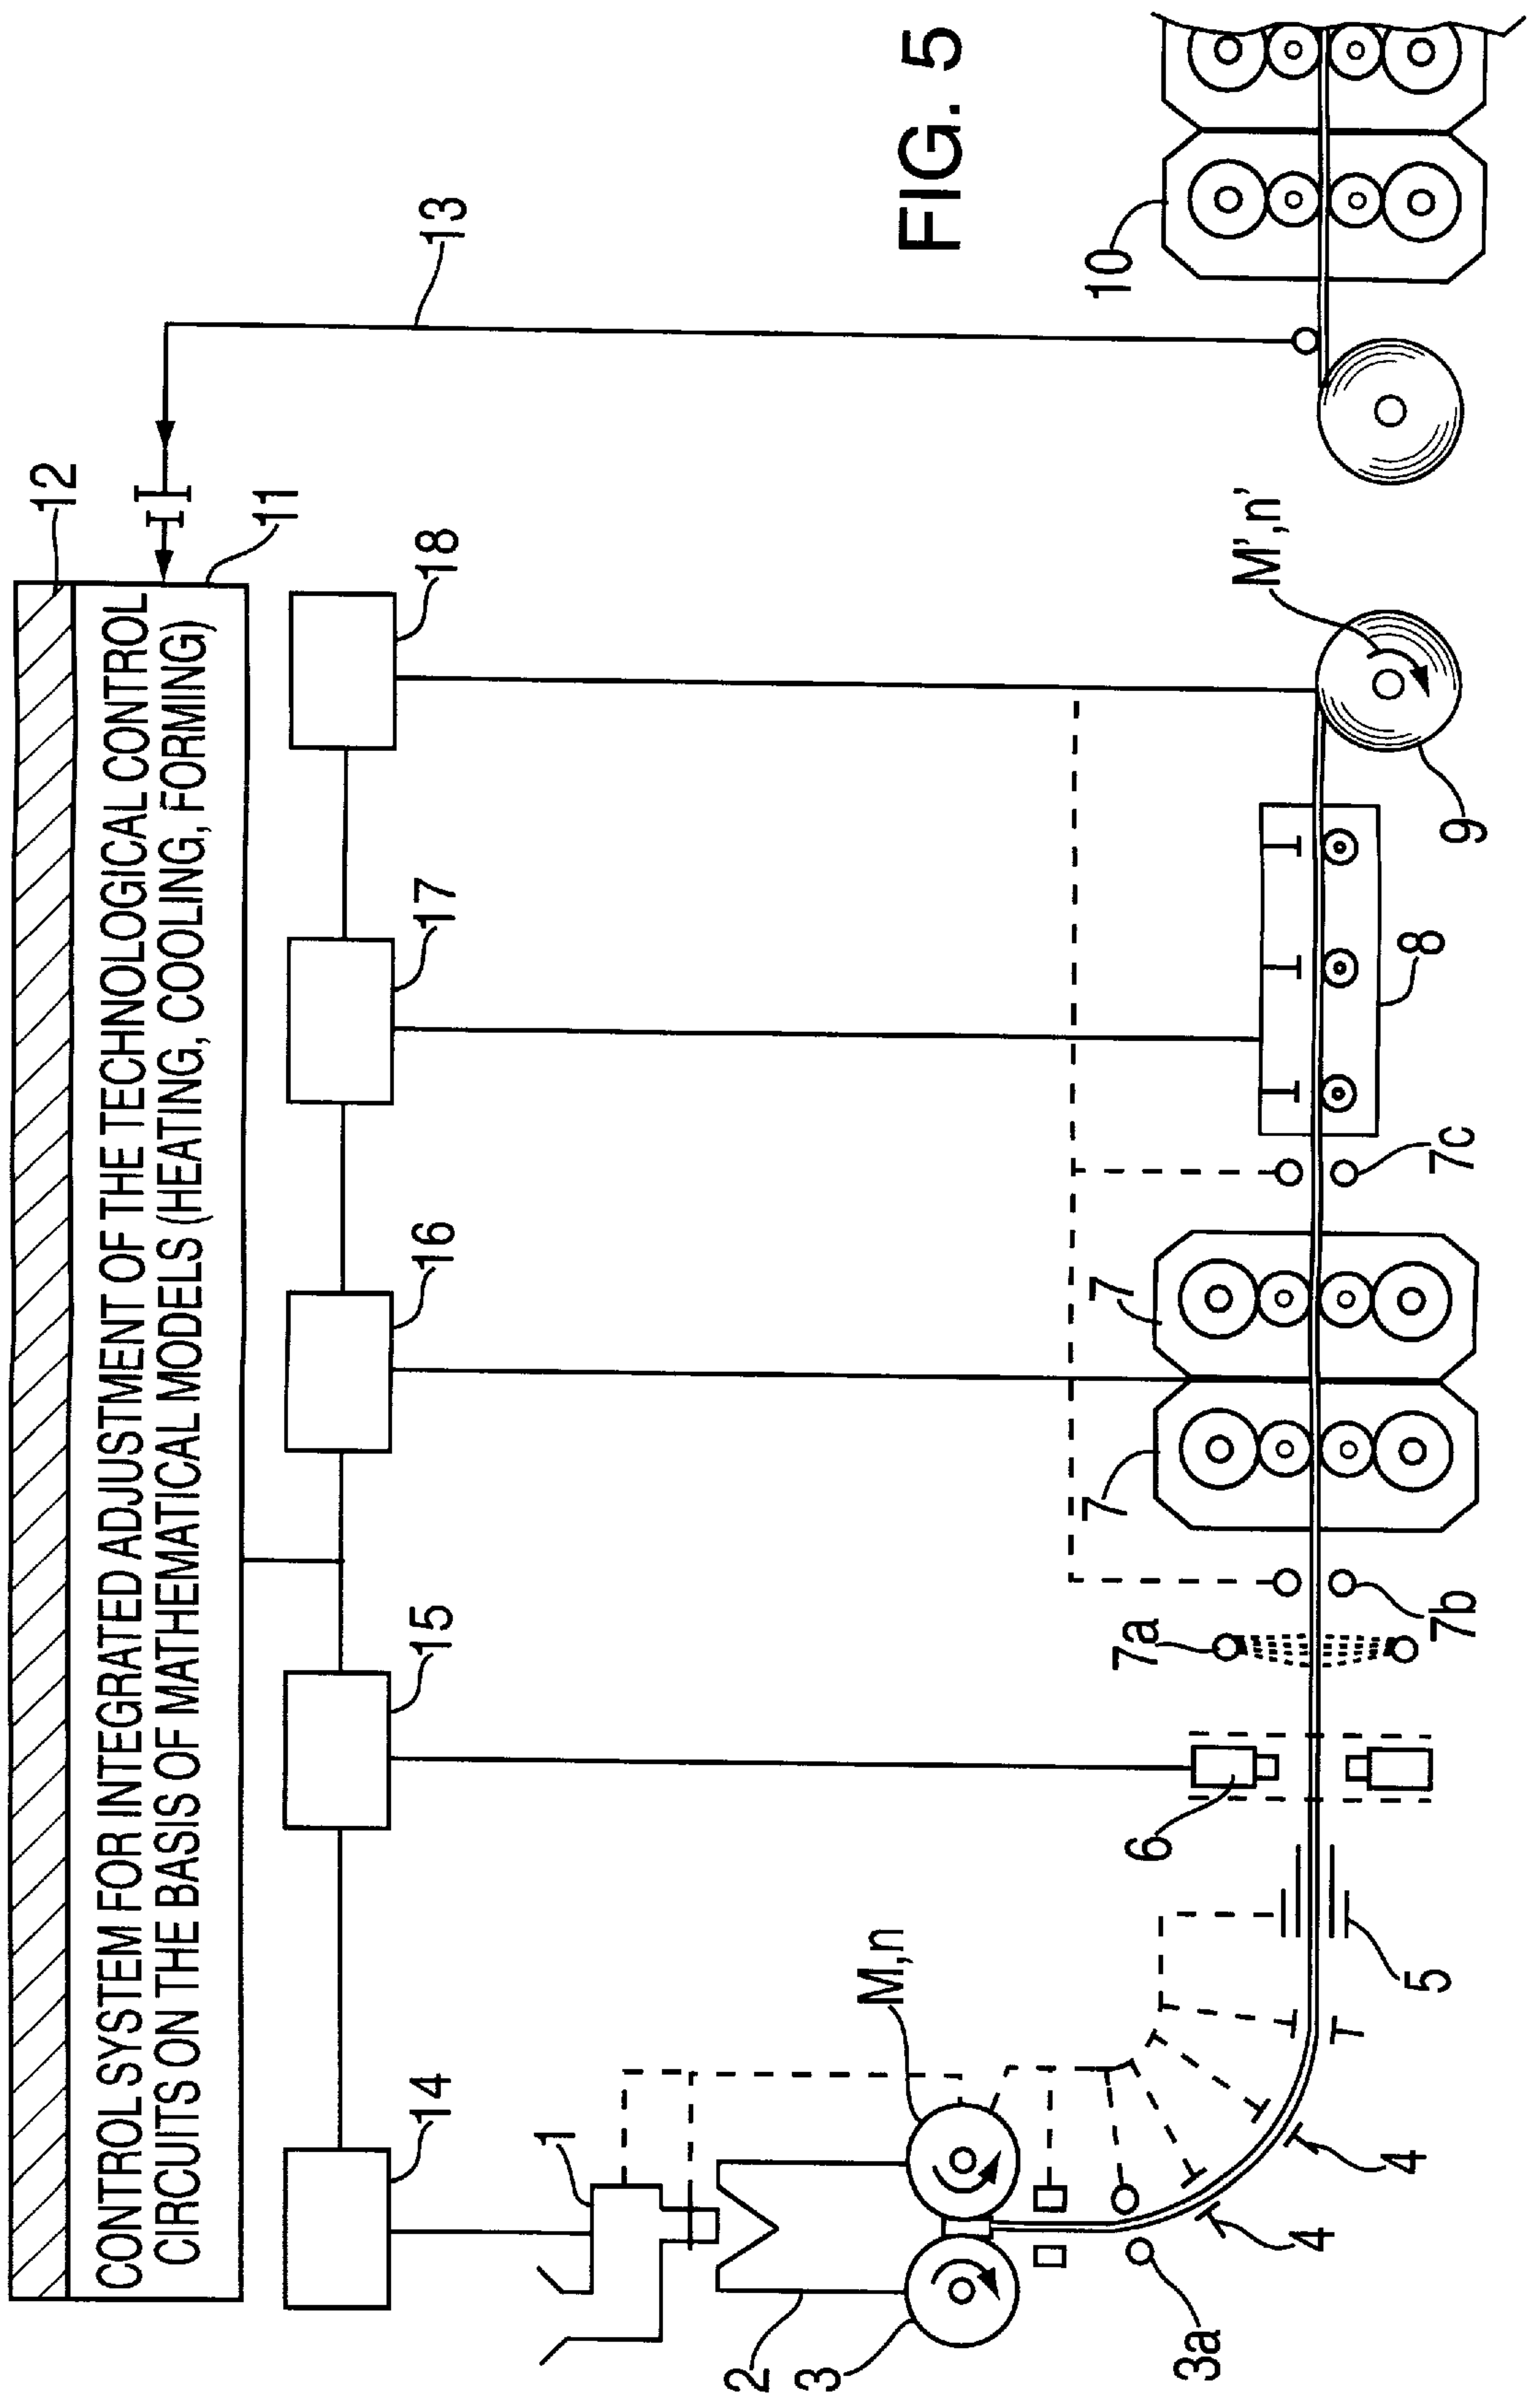 12
CONTROL SYSTEM FOR INTEGRATED ADJUSTMENT OF THE TECHNOLOGICAL CONTROL
CIRCUITS ON THE BASIS OF MATHEMATICAL MODELS (HEATING, COOLING, FORMING)
11
13
14
15
16
17
18
1
2
3
M,n
3a
4
4
5
6
7a
7b
7
7
7c
8
9
M',n'
10
FIG. 5